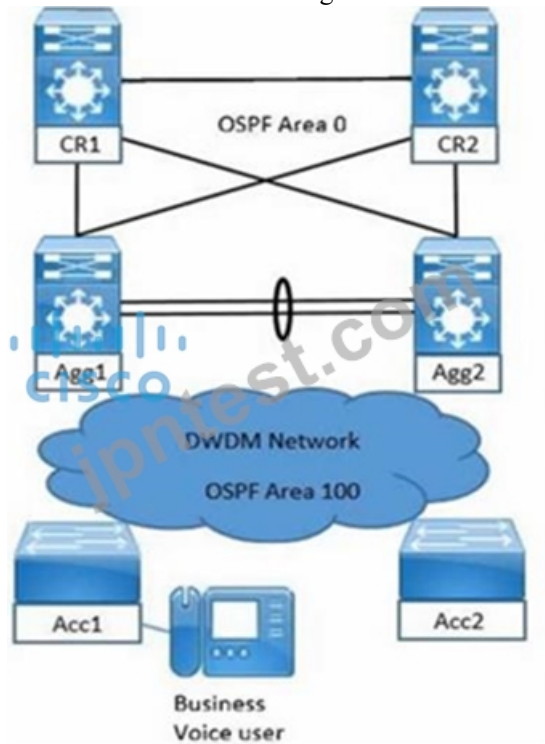 CR1
OSPF Area 0
CR2
Agg1
Agg2
CISCO
jpntest.com
DWDM Network
OSPF Area 100
Acc1
Acc2
Business
Voice user